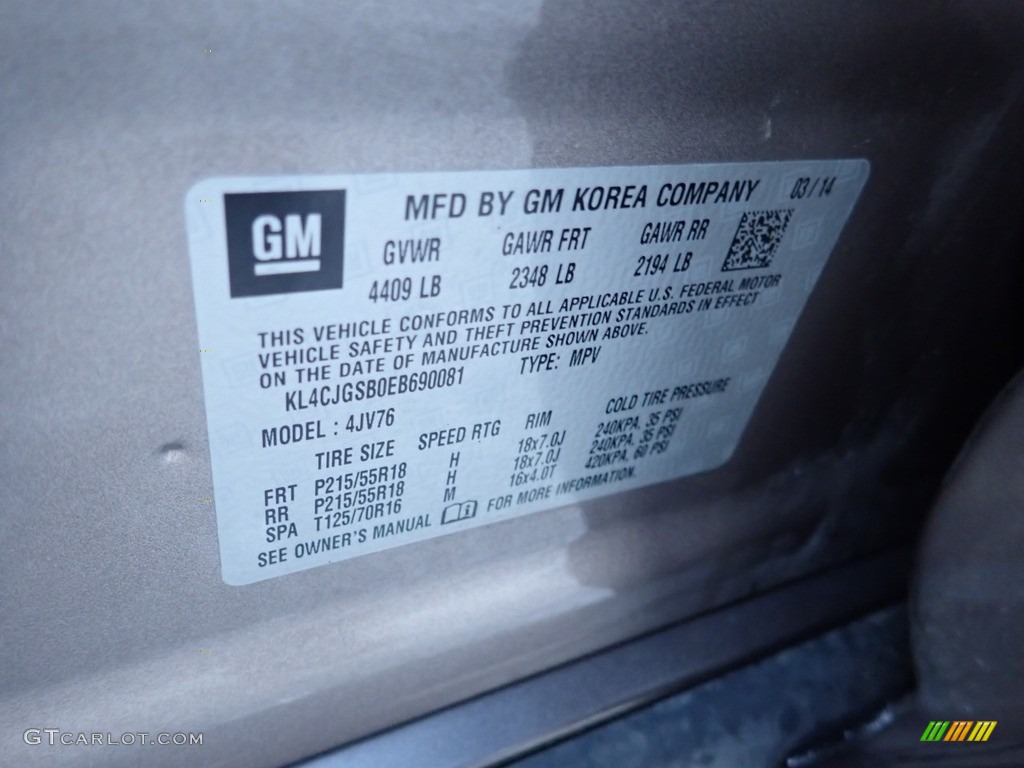 GM
MFD BY GM KOREA COMPANY 03/14
GVWR GAWR FRT GAWR RR
4409 LB 2348 LB 2194 LB
THIS VEHICLE CONFORMS TO ALL APPLICABLE U.S. FEDERAL MOTOR
VEHICLE SAFETY AND THEFT PREVENTION STANDARDS IN EFFECT
ON THE DATE OF MANUFACTURE SHOWN ABOVE.
KL4CJGSB0EB690081 TYPE: MPV
MODEL : 4JV76
TIRE SIZE SPEED RTG RIM COLD TIRE PRESSURE
FRT P215/55R18 H 18x7.0J 240KPA, 35 PSI
RR P215/55R18 H 18x7.0J 240KPA, 35 PSI
SPA T125/70R16 M 16x4.0T 420KPA, 60 PSI
SEE OWNER'S MANUAL i FOR MORE INFORMATION.
GTCARLOT.COM